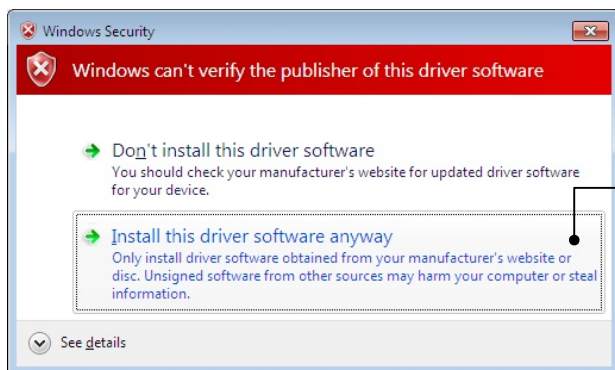 Windows Security
Windows can't verify the publisher of this driver software
Don't install this driver software
You should check your manufacturer's website for updated driver software
for your device.
Install this driver software anyway
Only install driver software obtained from your manufacturer's website or
disc. Unsigned software from other sources may harm your computer or steal
information.
See details